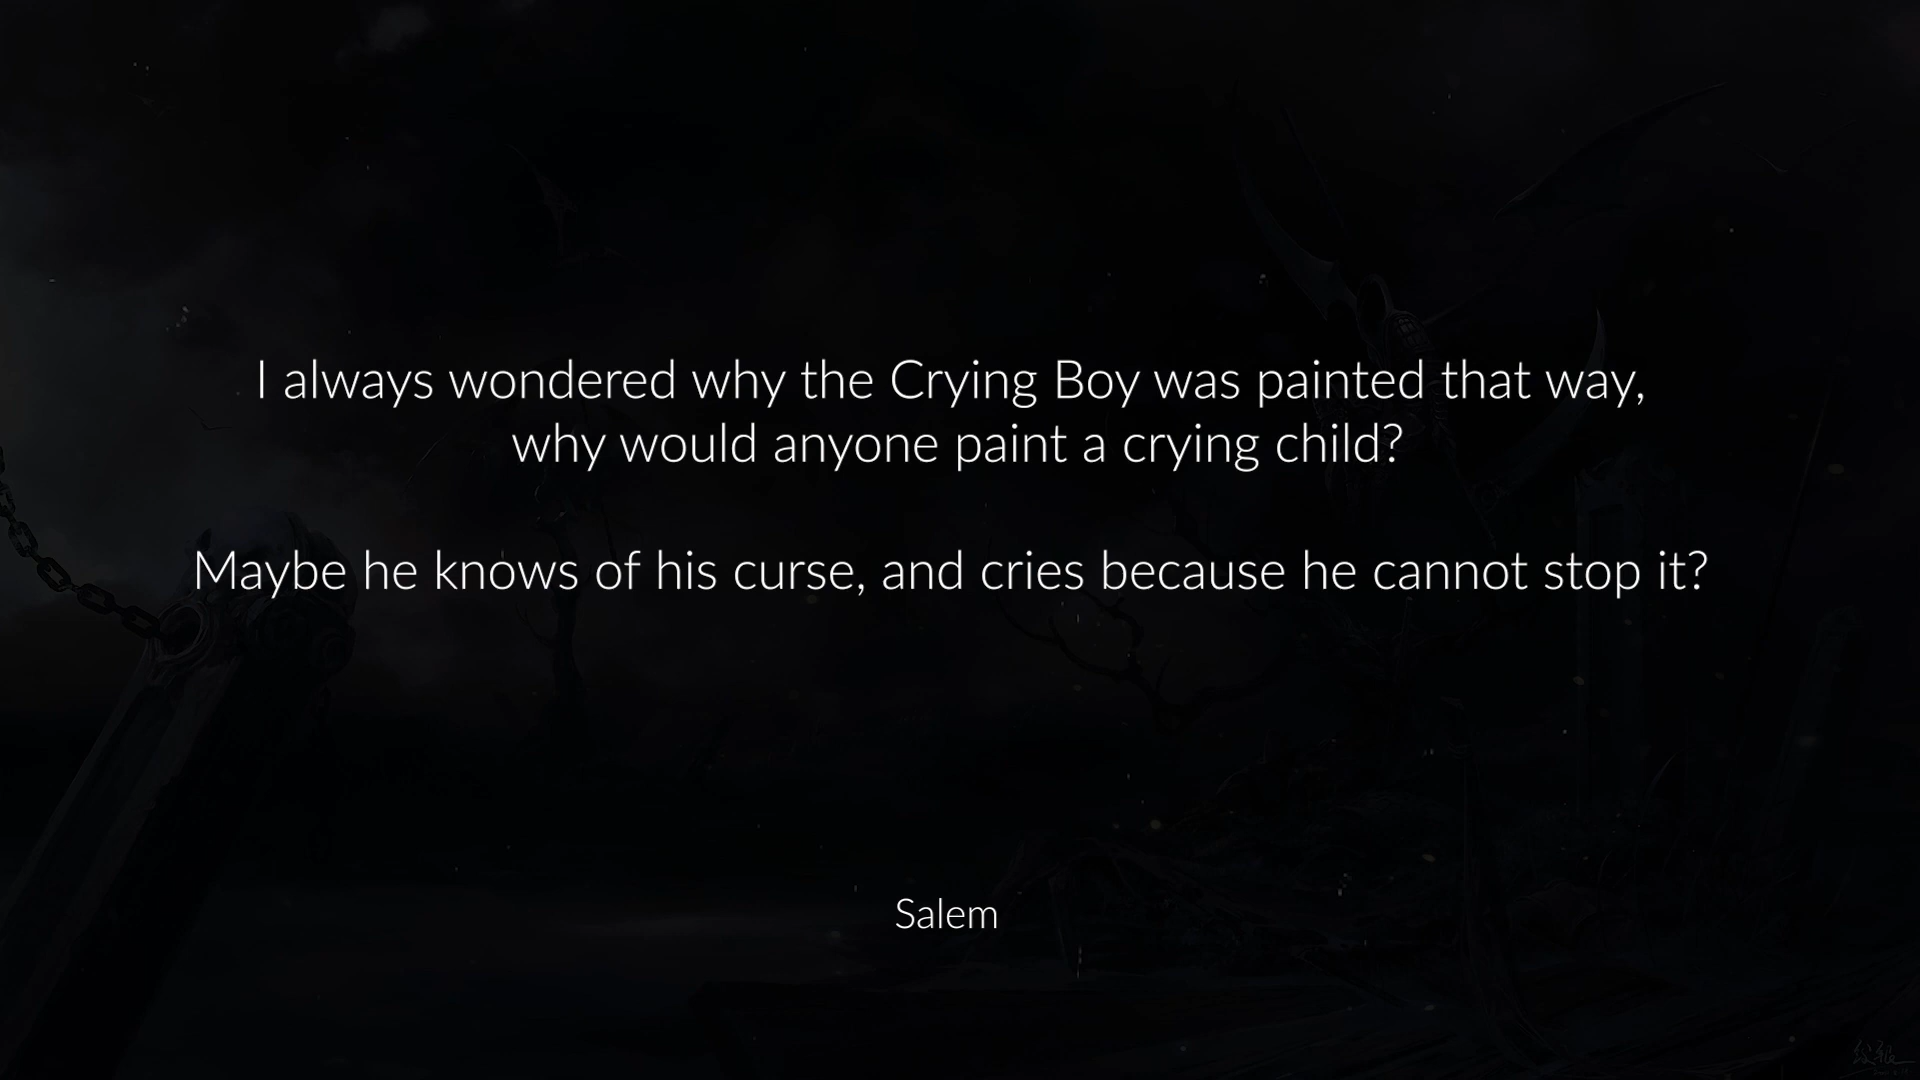 I always wondered why the Crying Boy was painted that way,
why would anyone paint a crying child?
Maybe he knows of his curse, and cries because he cannot stop it?
Salem